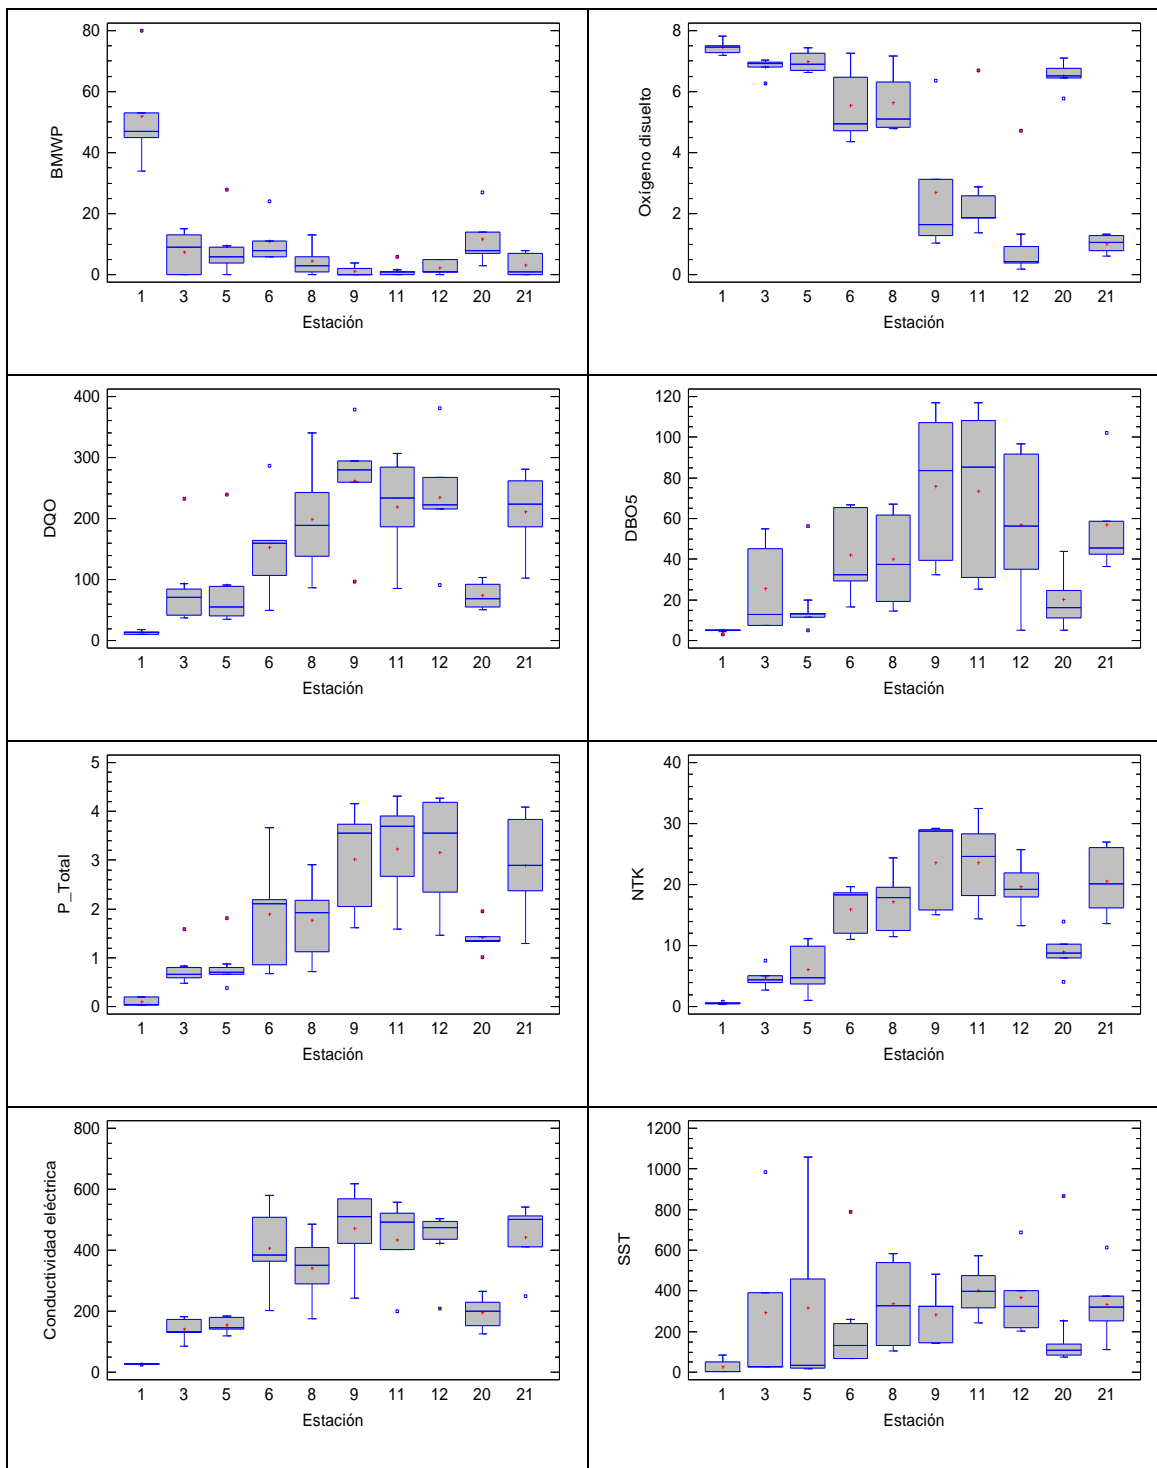 BMWP
80
60
40
20
0
1 3 5 6 8 9 11 12 20 21
Estación
Oxígeno disuelto
8
6
4
2
0
1 3 5 6 8 9 11 12 20 21
Estación
DQO
400
300
200
100
0
1 3 5 6 8 9 11 12 20 21
Estación
DBO5
120
100
80
60
40
20
0
1 3 5 6 8 9 11 12 20 21
Estación
P_Total
5
4
3
2
1
0
1 3 5 6 8 9 11 12 20 21
Estación
NTK
40
30
20
10
0
1 3 5 6 8 9 11 12 20 21
Estación
Conductividad eléctrica
800
600
400
200
0
1 3 5 6 8 9 11 12 20 21
Estación
SST
1200
1000
800
600
400
200
0
1 3 5 6 8 9 11 12 20 21
Estación